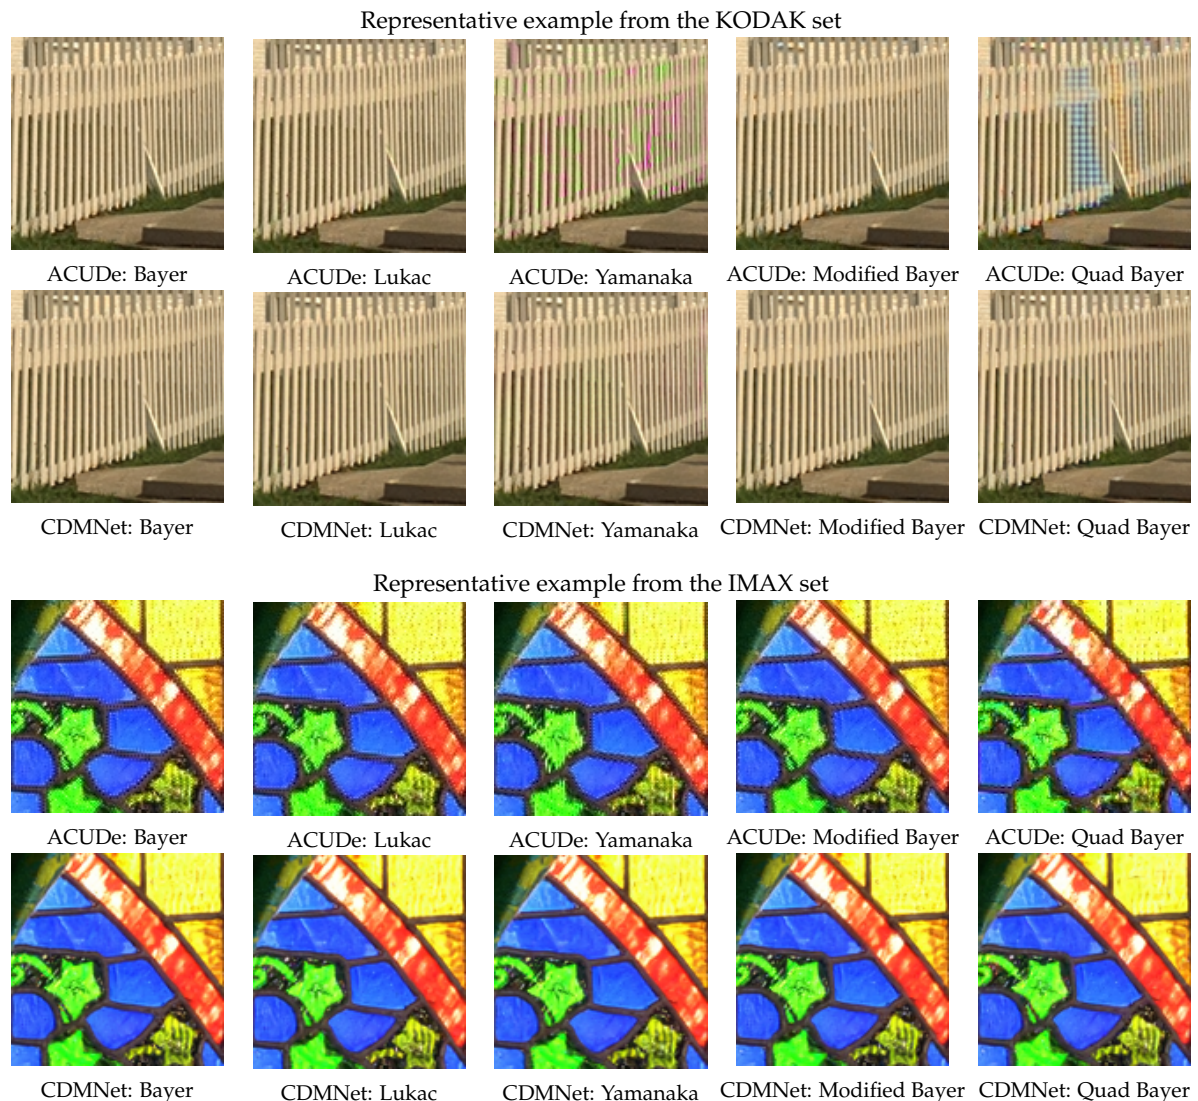 Representative example from the KODAK set
ACUDe: Bayer
ACUDe: Lukac
ACUDe: Yamanaka
ACUDe: Modified Bayer
ACUDe: Quad Bayer
CDMNet: Bayer
CDMNet: Lukac
CDMNet: Yamanaka
CDMNet: Modified Bayer
CDMNet: Quad Bayer
Representative example from the IMAX set
ACUDe: Bayer
ACUDe: Lukac
ACUDe: Yamanaka
ACUDe: Modified Bayer
ACUDe: Quad Bayer
CDMNet: Bayer
CDMNet: Lukac
CDMNet: Yamanaka
CDMNet: Modified Bayer
CDMNet: Quad Bayer